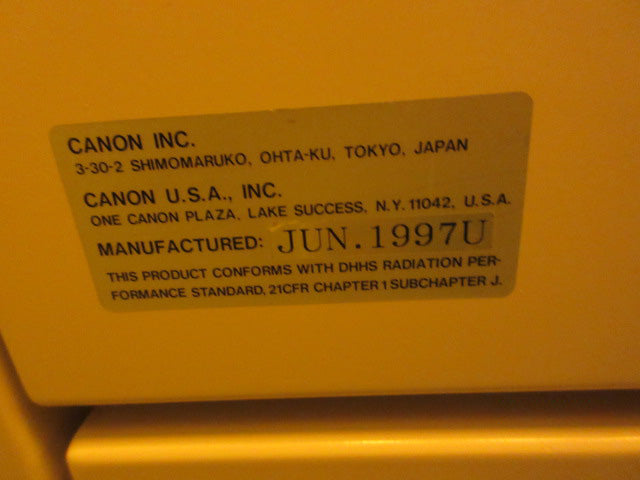 CANON INC.
3-30-2 SHIMOMARUKO, OHTA-KU, TOKYO, JAPAN
CANON U.S.A., INC.
ONE CANON PLAZA, LAKE SUCCESS, N.Y. 11042, U.S.A.
MANUFACTURED: JUN. 1997U
THIS PRODUCT CONFORMS WITH DHHS RADIATION PER-
FORMANCE STANDARD, 21CFR CHAPTER 1 SUBCHAPTER J.